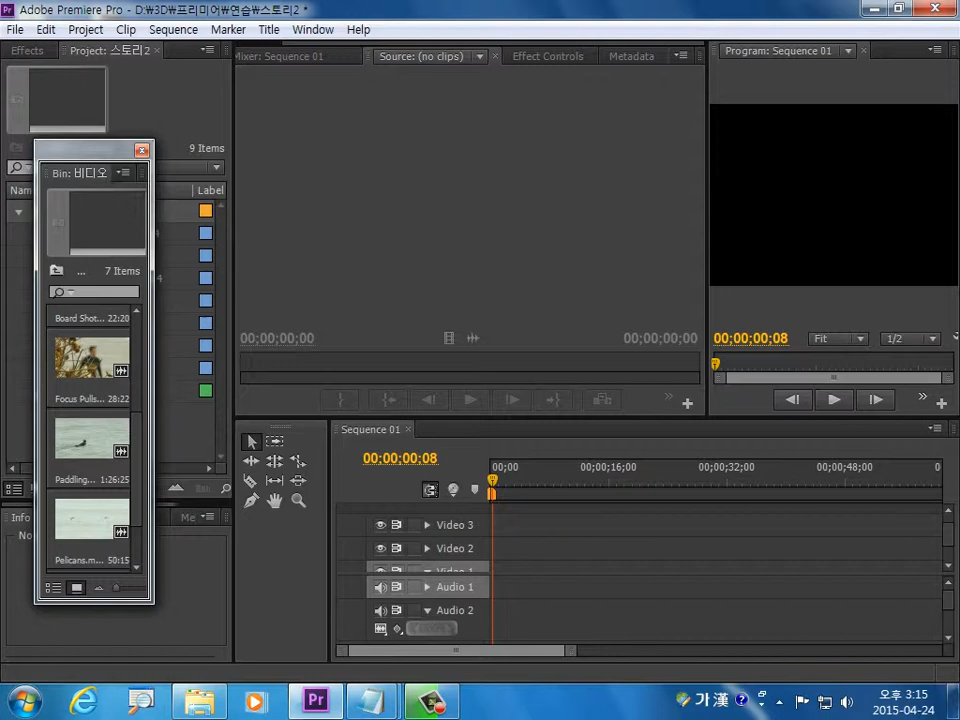 Adobe Premiere Pro - D:₩3D₩프리미어₩연습₩스토리2 *
File Edit Project Clip Sequence Marker Title Window Help
Effects Project: 스토리2
Mixer: Sequence 01 Source: (no clips) Effect Controls Metadata
Program: Sequence 01
9 Items
Label
Bin: 비디오
... 7 Items
Board Shot... 22:20
Focus Pulls... 28:22
Paddling... 1:26:25
Pelicans.m... 50:15
00;00;00;00 00;00;00;00
00;00;00;08 Fit 1/2
Sequence 01
00;00;00;08
00;00 00;00;16;00 00;00;32;00 00;00;48;00 0
Video 3
Video 2
Video 1
Audio 1
Audio 2
Info
Pr
가 漢
오후 3:15
2015-04-24